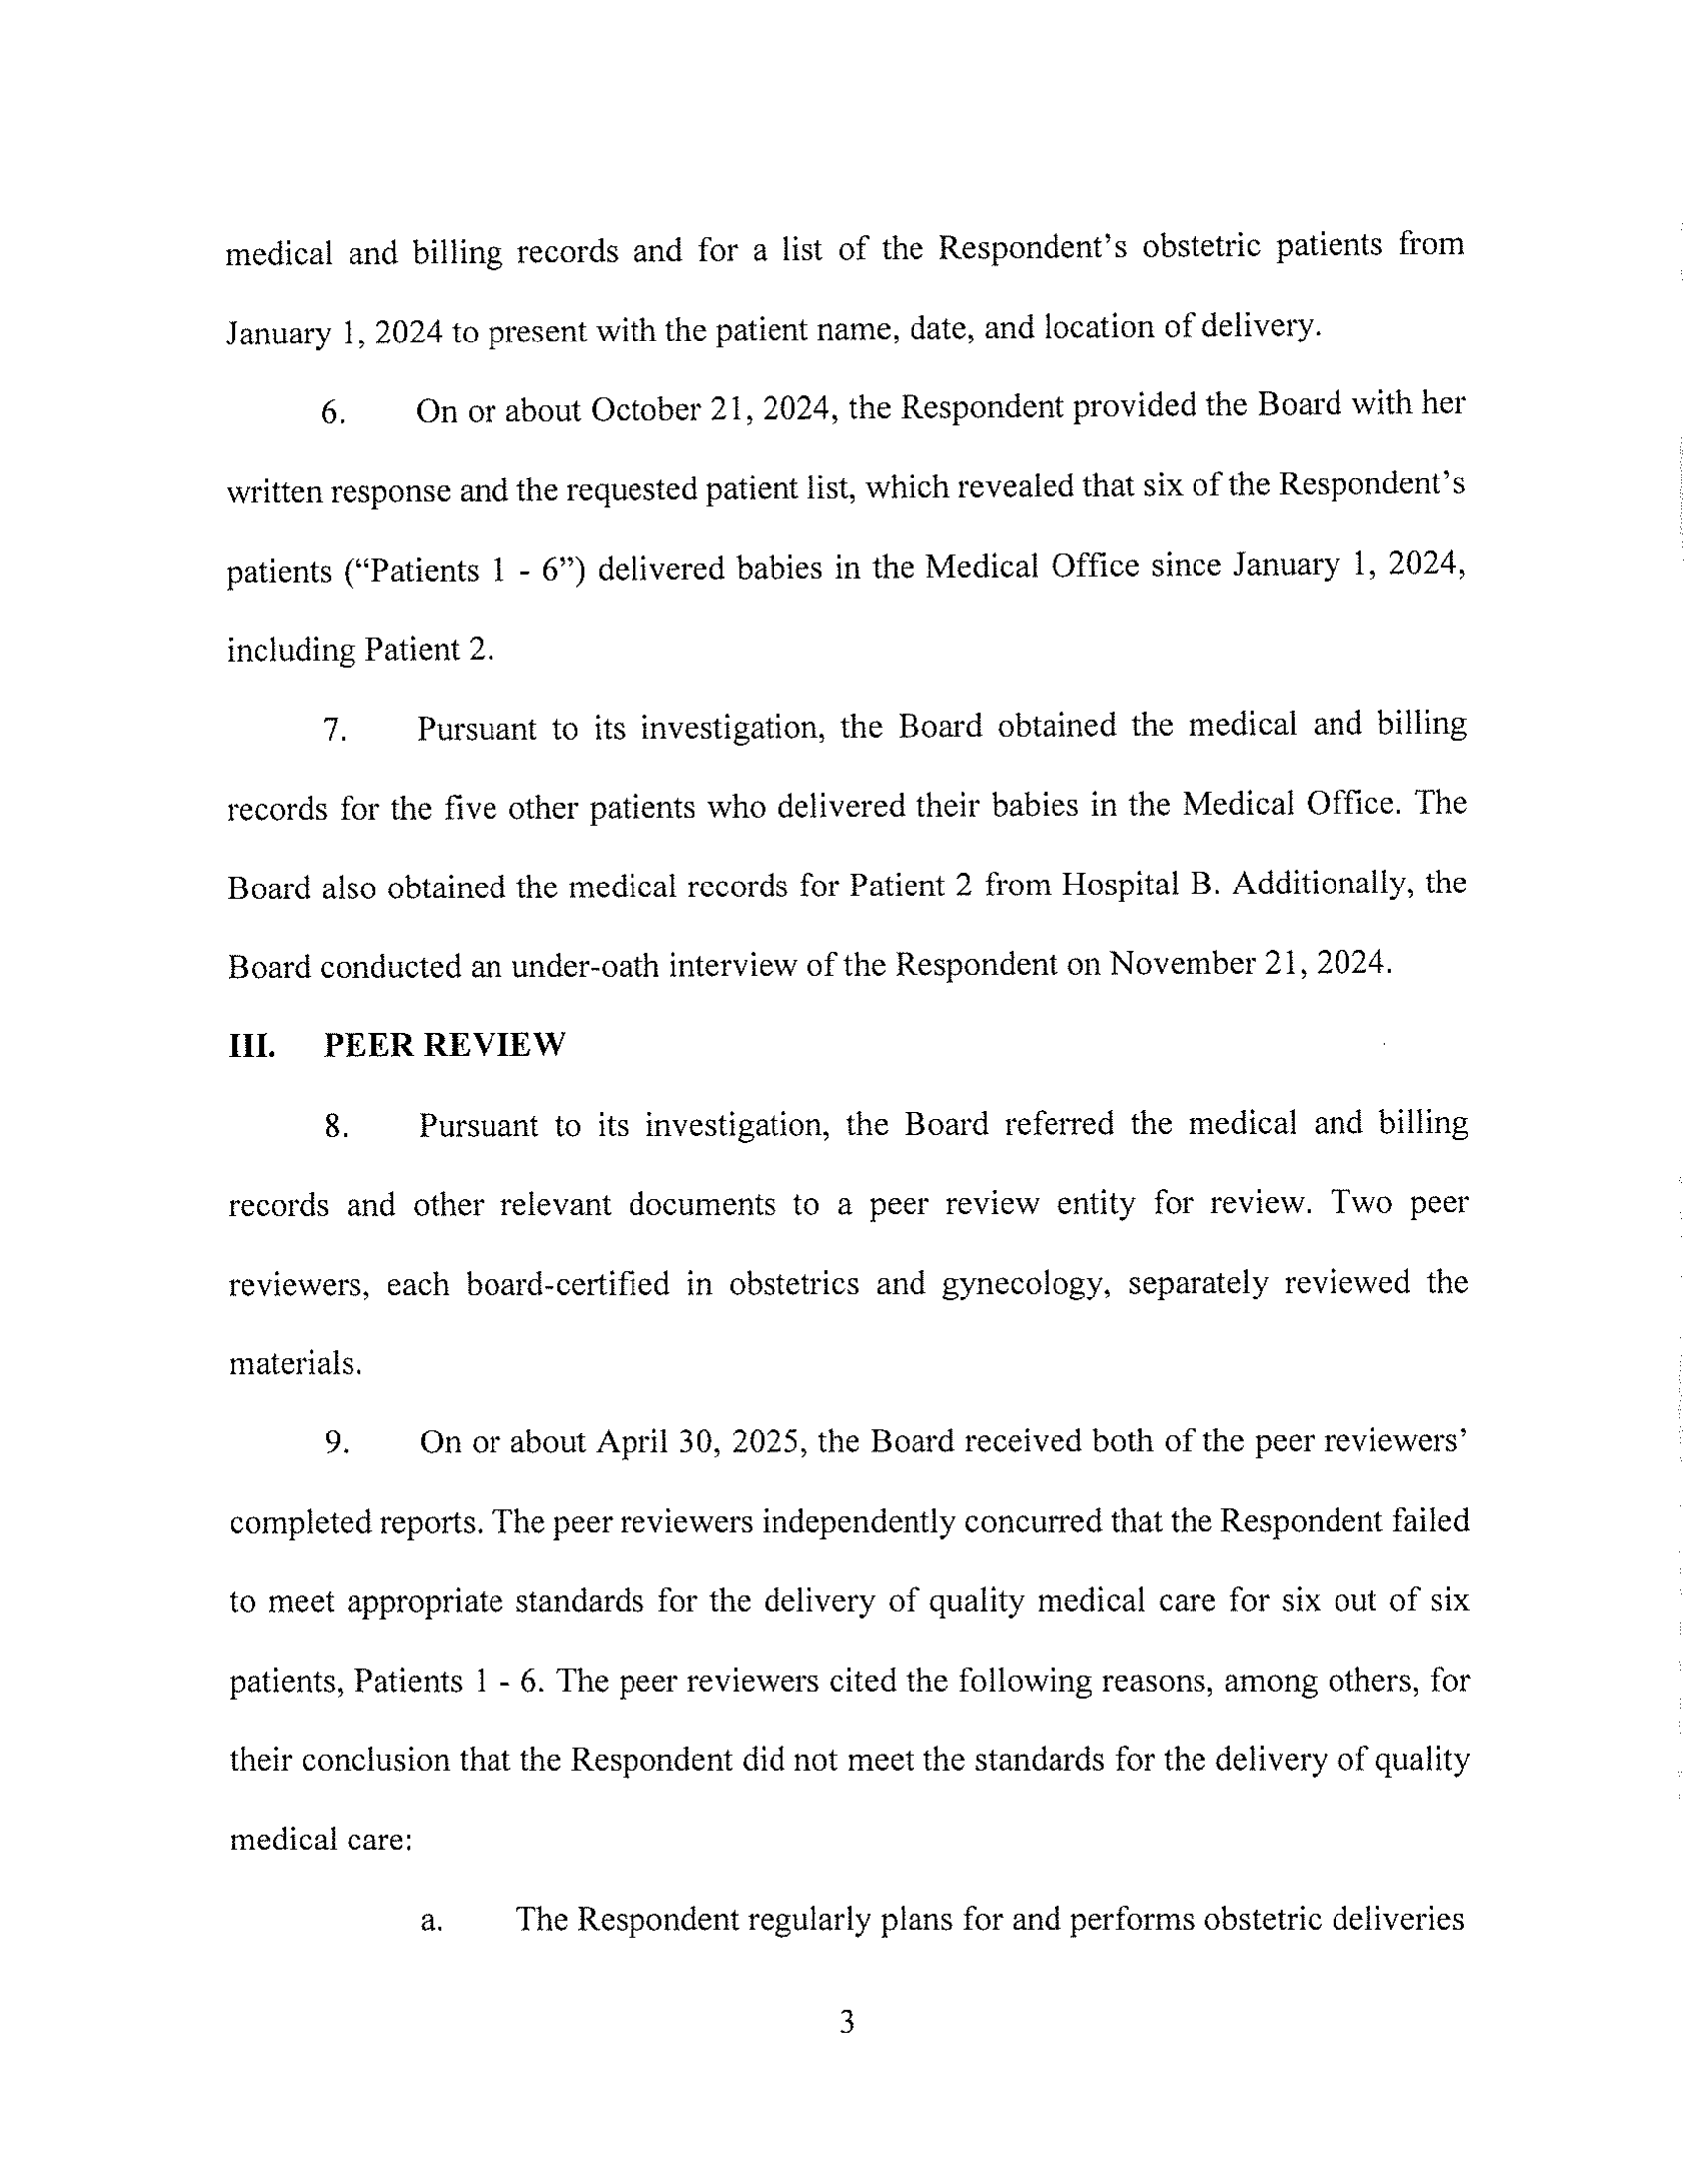 medical and billing records and for a list of the Respondent’s obstetric patients from
January 1, 2024 to present with the patient name, date, and location of delivery.
6. On or about October 21, 2024, the Respondent provided the Board with her
written response and the requested patient list, which revealed that six of the Respondent’s
patients (“Patients 1 - 6”) delivered babies in the Medical Office since January 1, 2024,
including Patient 2.
7. Pursuant to its investigation, the Board obtained the medical and billing
records for the five other patients who delivered their babies in the Medical Office. The
Board also obtained the medical records for Patient 2 from Hospital B. Additionally, the
Board conducted an under-oath interview of the Respondent on November 21, 2024.
III. PEER REVIEW
8. Pursuant to its investigation, the Board referred the medical and billing
records and other relevant documents to a peer review entity for review. Two peer
reviewers, each board-certified in obstetrics and gynecology, separately reviewed the
materials.
9. On or about April 30, 2025, the Board received both of the peer reviewers’
completed reports. The peer reviewers independently concurred that the Respondent failed
to meet appropriate standards for the delivery of quality medical care for six out of six
patients, Patients 1 - 6. The peer reviewers cited the following reasons, among others, for
their conclusion that the Respondent did not meet the standards for the delivery of quality
medical care:
a. The Respondent regularly plans for and performs obstetric deliveries
3